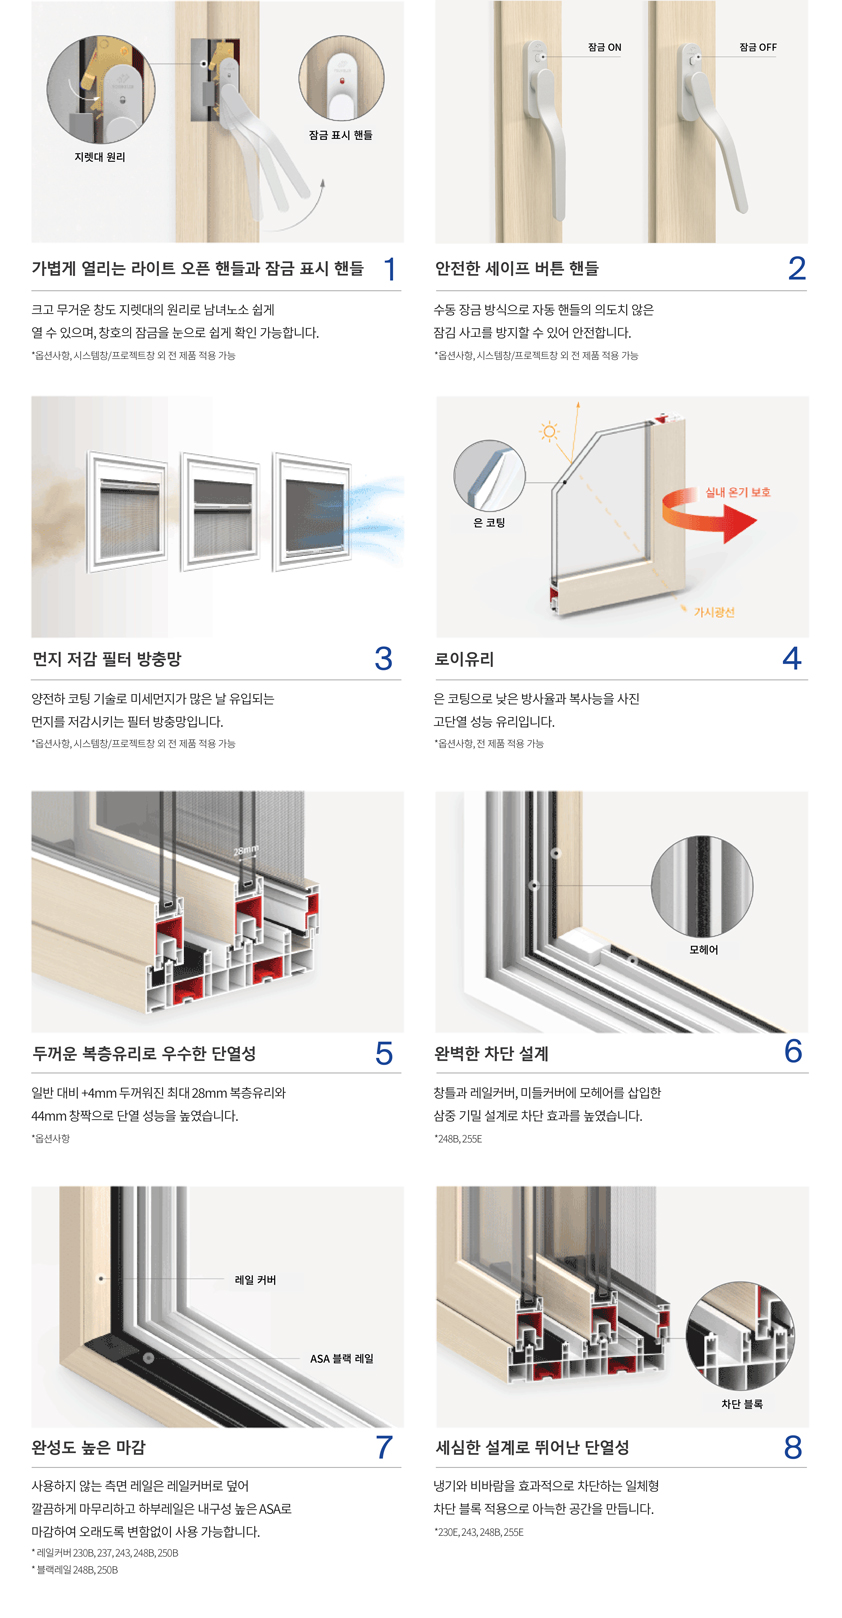 지렛대 원리
잠금 표시 핸들
가볍게 열리는 라이트 오픈 핸들과 잠금 표시 핸들 1
크고 무거운 창도 지렛대의 원리로 남녀노소 쉽게
열 수 있으며, 창호의 잠금을 눈으로 쉽게 확인 가능합니다.
*옵션사항, 시스템창/프로젝트창 외 전 제품 적용 가능
잠금 ON
잠금 OFF
안전한 세이프 버튼 핸들 2
수동 잠금 방식으로 자동 핸들의 의도치 않은
잠김 사고를 방지할 수 있어 안전합니다.
*옵션사항, 시스템창/프로젝트창 외 전 제품 적용 가능
먼지 저감 필터 방충망 3
양전하 코팅 기술로 미세먼지가 많은 날 유입되는
먼지를 저감시키는 필터 방충망입니다.
*옵션사항, 시스템창/프로젝트창 외 전 제품 적용 가능
은 코팅
실내 온기 보호
가시광선
로이유리 4
은 코팅으로 낮은 방사율과 복사능을 사진
고단열 성능 유리입니다.
*옵션사항, 전 제품 적용 가능
28mm
두꺼운 복층유리로 우수한 단열성 5
일반 대비 +4mm 두꺼워진 최대 28mm 복층유리와
44mm 창짝으로 단열 성능을 높였습니다.
*옵션사항
모헤어
완벽한 차단 설계 6
창틀과 레일커버, 미들커버에 모헤어를 삽입한
삼중 기밀 설계로 차단 효과를 높였습니다.
*248B, 255E
레일 커버
ASA 블랙 레일
완성도 높은 마감 7
사용하지 않는 측면 레일은 레일커버로 덮어
깔끔하게 마무리하고 하부레일은 내구성 높은 ASA로
마감하여 오래도록 변함없이 사용 가능합니다.
* 레일커버 230B, 237, 243, 248B, 250B
* 블랙레일 248B, 250B
차단 블록
세심한 설계로 뛰어난 단열성 8
냉기와 비바람을 효과적으로 차단하는 일체형
차단 블록 적용으로 아늑한 공간을 만듭니다.
*230E, 243, 248B, 255E